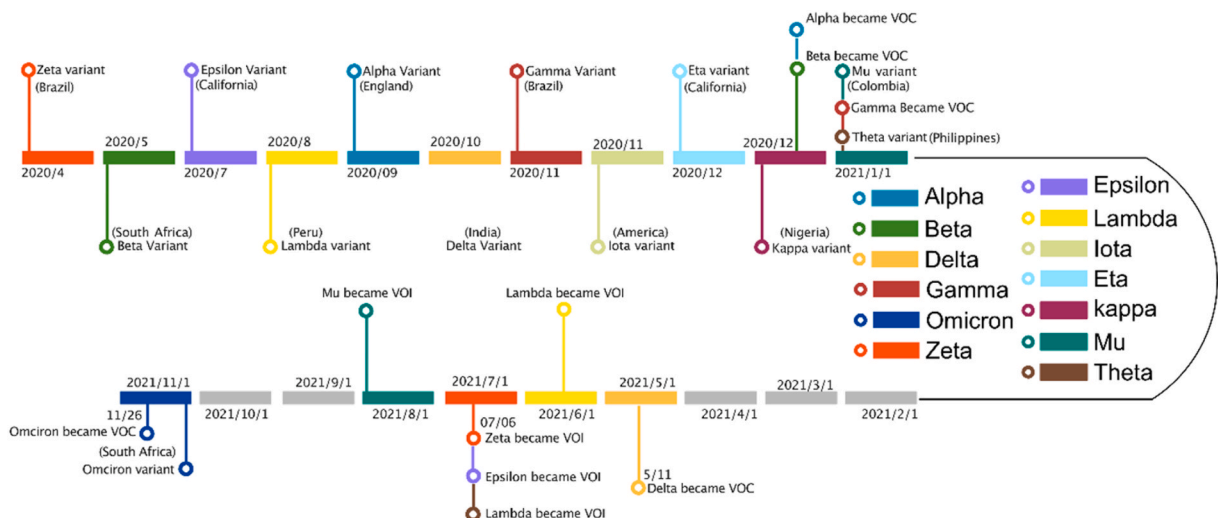 Alpha became VOC
Beta became VOC
Zeta variant
(Brazil)
Epsilon Variant
(California)
Alpha Variant
(England)
Gamma Variant
(Brazil)
Eta variant
(California)
Mu variant
(Colombia)
Gamma Became VOC
Theta variant(Philippines)
2020/5
2020/8
2020/10
2020/11
2020/12
2020/4
2020/7
2020/09
2020/11
2020/12
2021/1/1
(South Africa)
Beta Variant
(Peru)
Lambda variant
(India)
Delta Variant
(America)
Iota variant
(Nigeria)
Kappa variant
Alpha
Beta
Delta
Gamma
Omicron
Zeta
Epsilon
Lambda
Iota
Eta
kappa
Mu
Theta
Mu became VOI
Lambda became VOI
2021/11/1
2021/9/1
2021/7/1
2021/5/1
2021/3/1
11/26
2021/10/1
2021/8/1
07/06
2021/6/1
2021/4/1
2021/2/1
Omciron became VOC
(South Africa)
Omciron variant
Zeta became VOI
Epsilon became VOI
Lambda became VOI
5/11
Delta became VOC